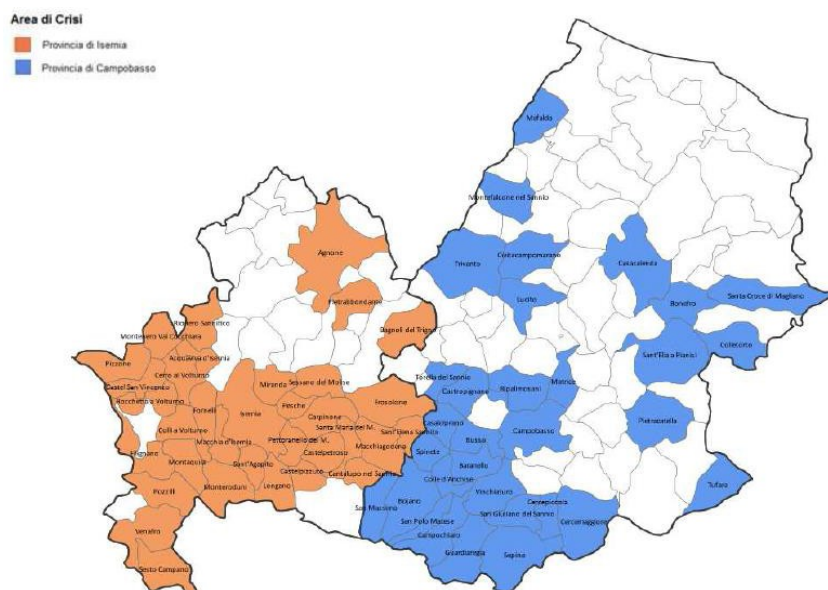 Area di Crisi
Provincia di Isernia
Provincia di Campobasso
Mafalda
Montefalcone nel Sannio
Agnone
Trivento
Castelmauro
Casacalenda
Pietrabbondante
Lucito
Bonefro
Santa Croce di Magliano
Rionero Sannitico
Bagnoli del Trigno
Montenero Val Cocchiara
Colletorto
Acquaviva d'Isernia
Sant'Elia a Pianisi
Pizzone
Cerro al Volturno
Castel San Vincenzo
Miranda
Sessano del Molise
Torella del Sannio
Ripalimosani
Matrice
Castropignano
Rocchetta a Volturno
Frosolone
Fornelli
Isernia
Pesche
Carpinone
Pietracatella
Casalciprano
Santa Maria del M.
Sant'Elena Sannita
Campobasso
Colli a Volturno
Macchia d'Isernia
Pettoranello del M.
Busso
Macchiagodena
Filignano
Castelpetroso
Spinete
Baranello
Montaquila
Sant'Agapito
Castelpizzuto
Cantalupo nel Sannio
Colle d'Anchise
Tufara
Pozzilli
Monteroduni
Longano
Vinchiaturo
Bojano
San Massimo
Cercepiccola
San Giuliano del Sannio
San Polo Matese
Cercemaggiore
Venafro
Campochiaro
Guardiaregia
Sepino
Sesto Campano